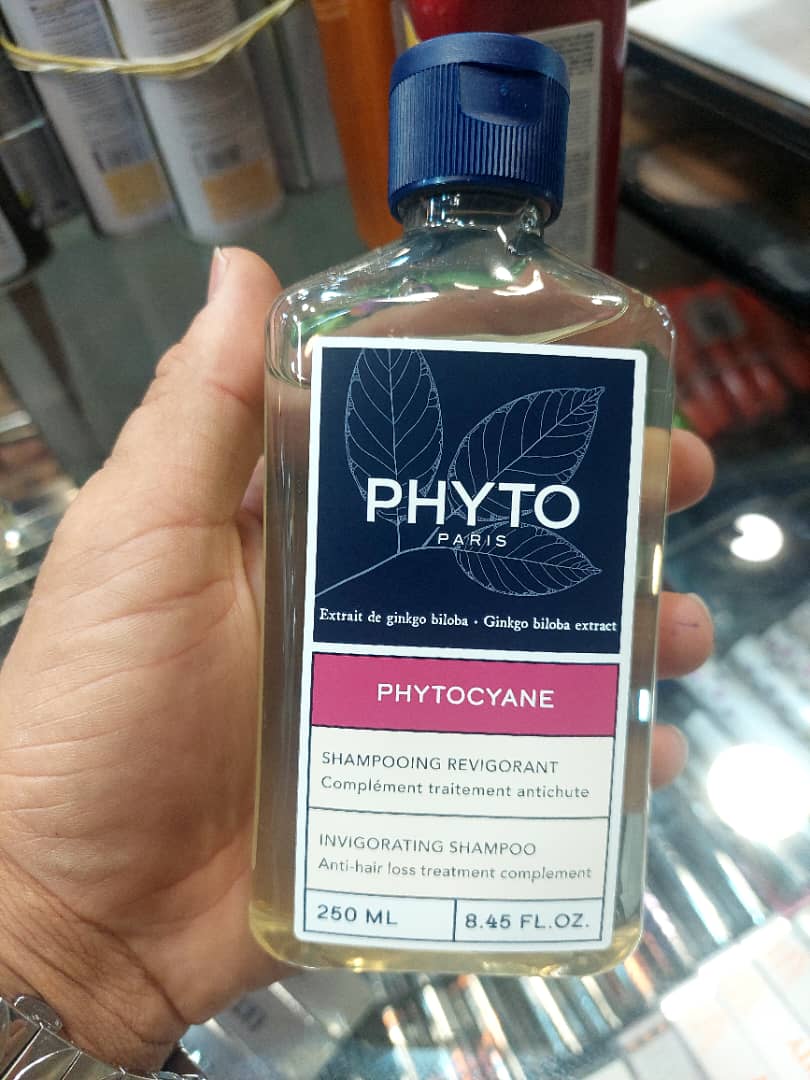 PHYTO
PARIS
Extrait de ginkgo biloba • Ginkgo biloba extract
PHYTOCYANE
SHAMPOOING REVIGORANT
Complément traitement antichute
INVIGORATING SHAMPOO
Anti-hair loss treatment complement
250 ML
8.45 FL.OZ.